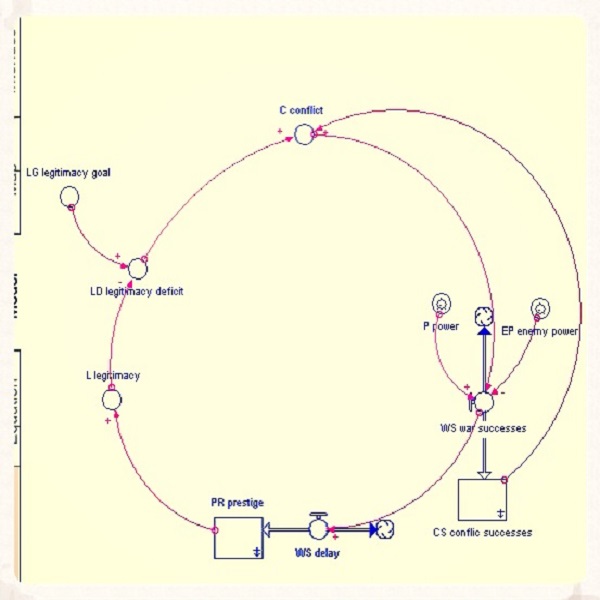 C conflict
LG legitimacy goal
LD legitimacy deficit
P power
EP enemy power
L legitimacy
WS war successes
PR prestige
WS delay
CS conflic successes
Model